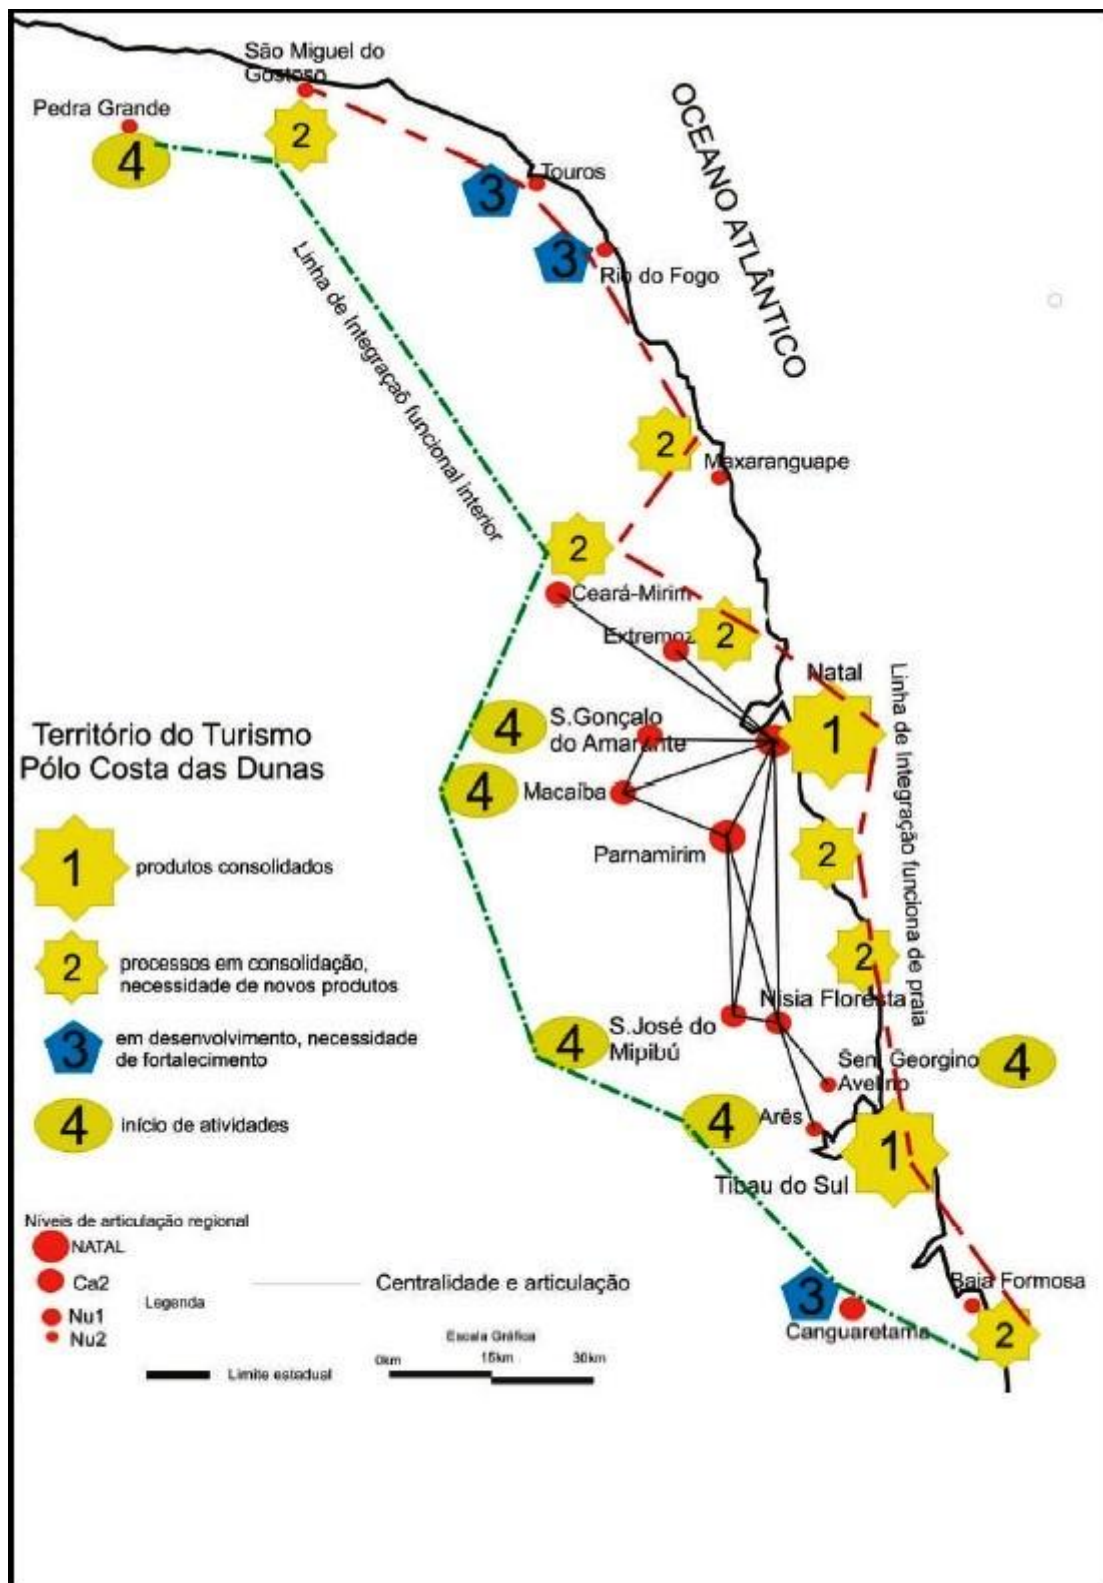 São Miguel do
Gostoso
Pedra Grande
4
2
OCEANO ATLÂNTICO
Touros
3
3
Rio do Fogo
Linha de Integração funcional interior
2
Maxaranguape
2
Ceará-Mirim
Extremoz
2
Natal
1
Linha de Integração funciona de praia
4
S.Gonçalo
do Amarante
4
Macaíba
Parnamirim
2
2
Nísia Floresta
4
S.José do
Mipibú
Sen. Georgino
Avelino
4
4
Arês
1
Tibau do Sul
3
Canguaretama
Baia Formosa
2
Território do Turismo
Pólo Costa das Dunas
1
produtos consolidados
2
processos em consolidação,
necessidade de novos produtos
3
em desenvolvimento, necessidade
de fortalecimento
4
início de atividades
Níveis de articulação regional
NATAL
Ca2
Nu1
Nu2
Legenda
Centralidade e articulação
Escala Gráfica
0km 15km 30km
Limite estadual